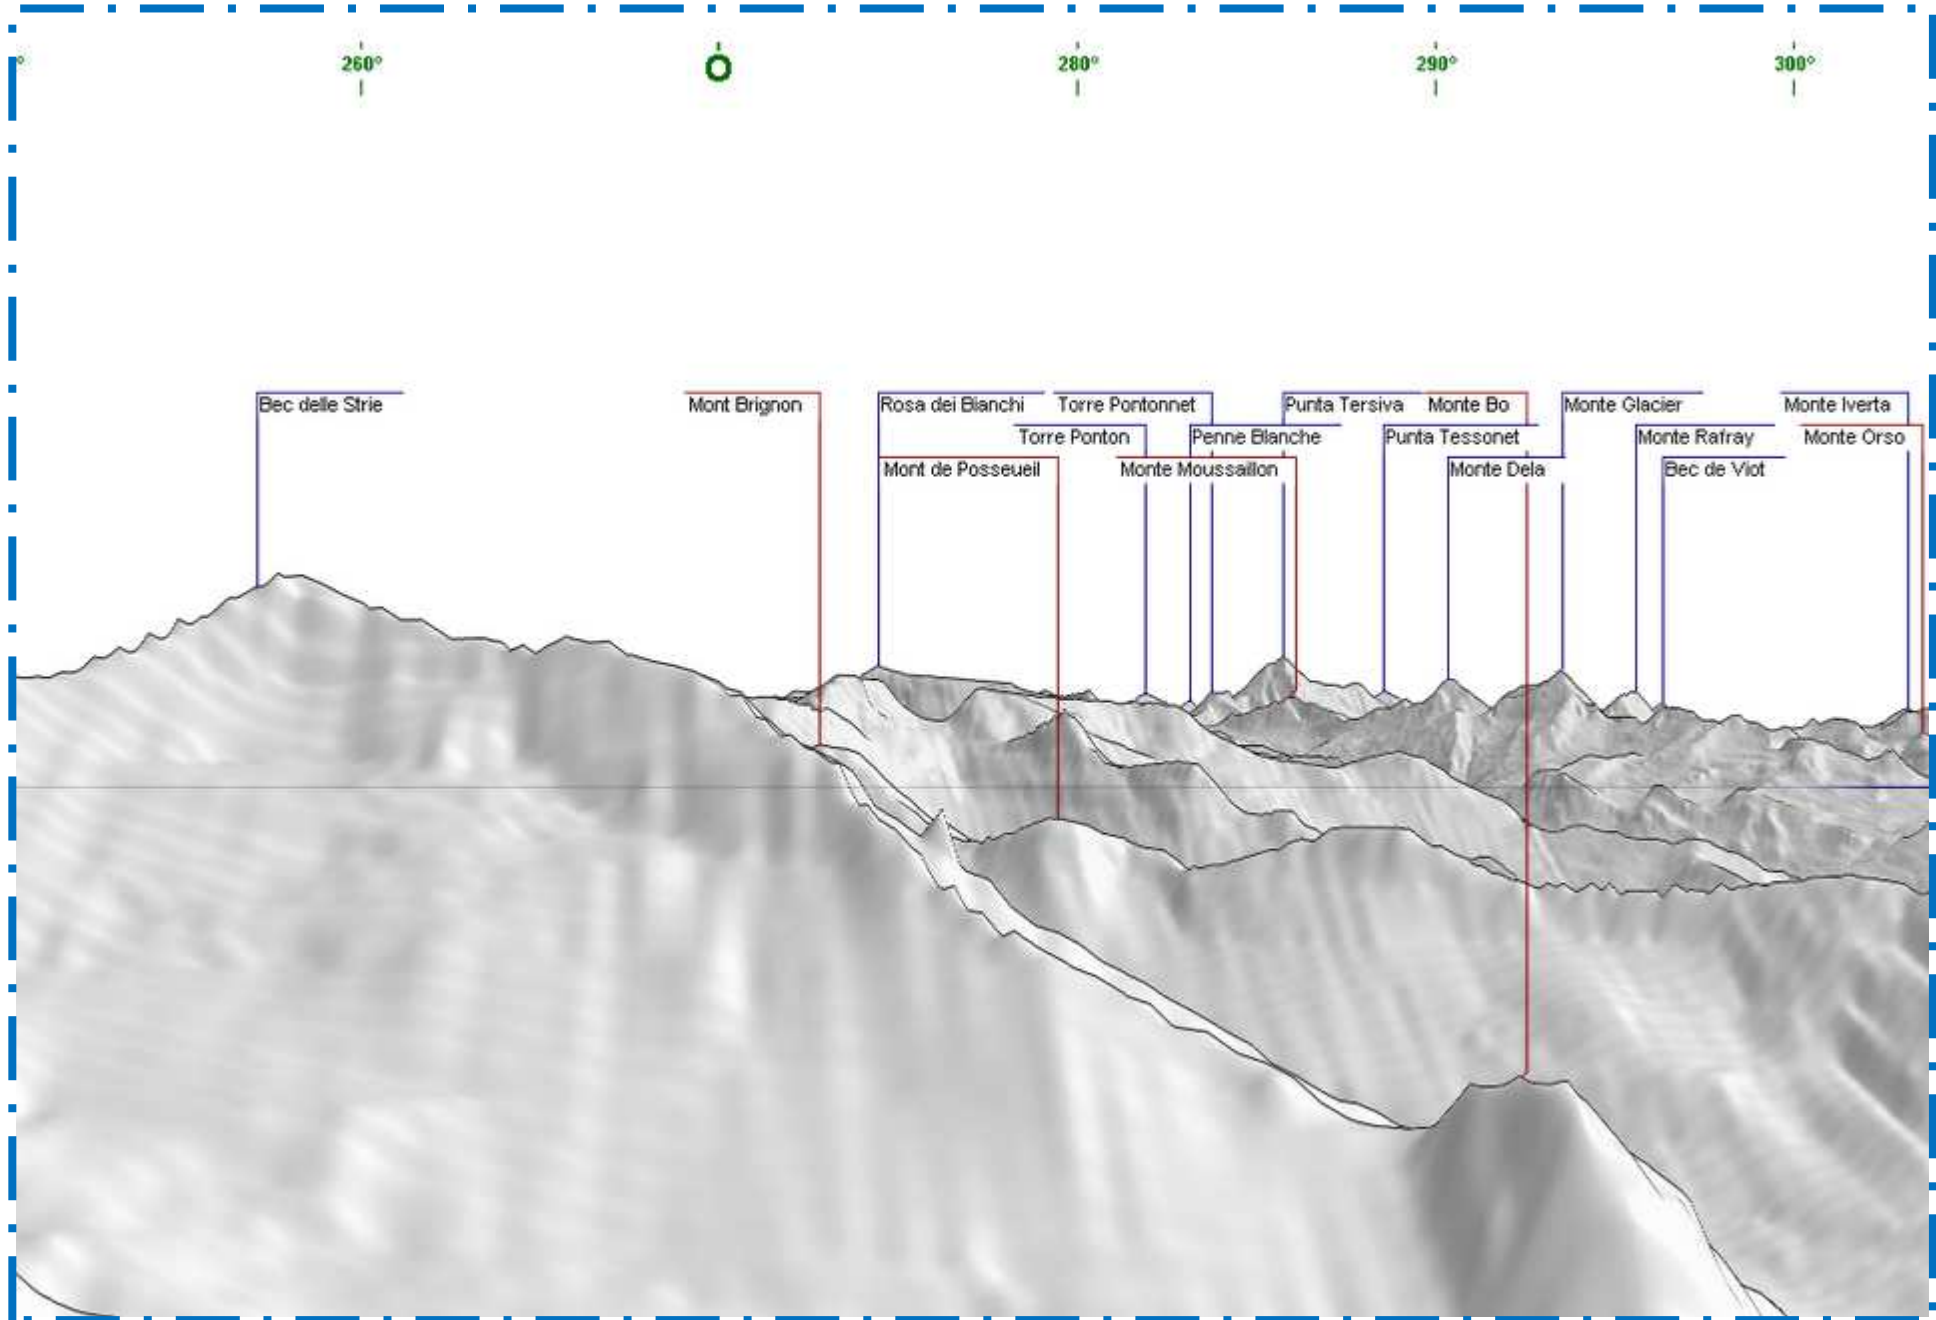 260° O 280° 290° 300°
Bec delle Strie Mont Brignon Rosa dei Bianchi Torre Pontonnet Punta Tersiva Monte Bo Monte Glacier Monte Iverta
Torre Ponton Penne Blanche Punta Tessonet Monte Rafray Monte Orso
Mont de Posseueil Monte Moussaillon Monte Dela Bec de Viot